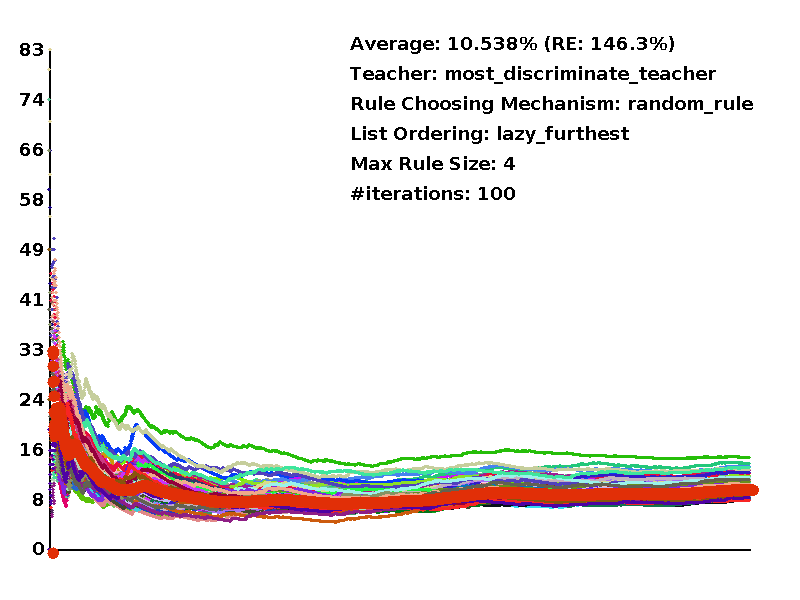 Average: 10.538% (RE: 146.3%)
Teacher: most_discriminate_teacher
Rule Choosing Mechanism: random_rule
List Ordering: lazy_furthest
Max Rule Size: 4
#iterations: 100
83
74
66
58
49
41
33
24
16
8
0